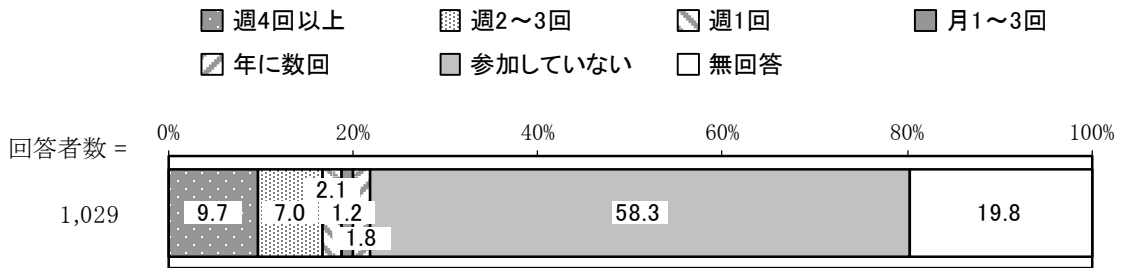 週4回以上 週2～3回 週1回 月1～3回
年に数回 参加していない 無回答
0% 20% 40% 60% 80% 100%
回答者数 =
1,029 9.7 7.0 2.1 1.2 1.8 58.3 19.8